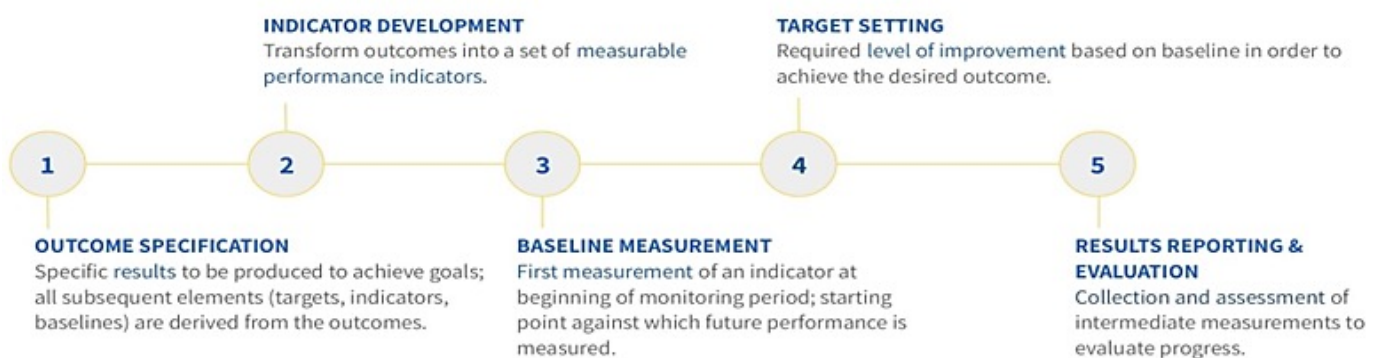 INDICATOR DEVELOPMENT
Transform outcomes into a set of measurable
performance indicators.
TARGET SETTING
Required level of improvement based on baseline in order to
achieve the desired outcome.
1
2
3
4
5
OUTCOME SPECIFICATION
Specific results to be produced to achieve goals;
all subsequent elements (targets, indicators,
baselines) are derived from the outcomes.
BASELINE MEASUREMENT
First measurement of an indicator at
beginning of monitoring period; starting
point against which future performance is
measured.
RESULTS REPORTING &
EVALUATION
Collection and assessment of
intermediate measurements to
evaluate progress.